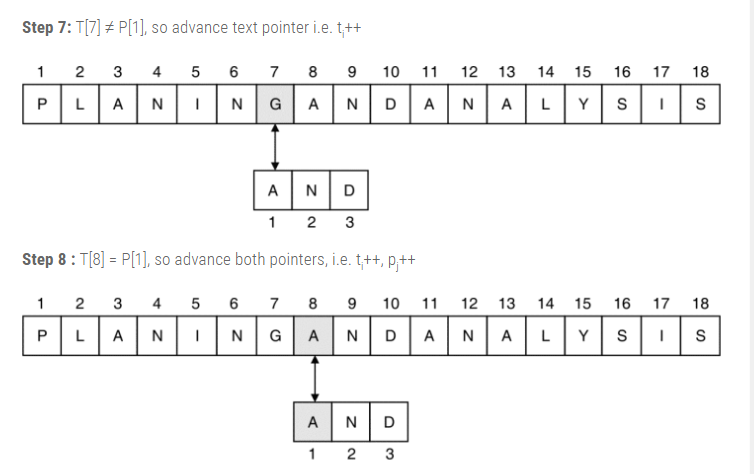 Step 7: T[7] ≠ P[1], so advance text pointer i.e. tᵢ++
1 2 3 4 5 6 7 8 9 10 11 12 13 14 15 16 17 18
P L A N I N G A N D A N A L Y S I S
A N D
1 2 3
Step 8 : T[8] = P[1], so advance both pointers, i.e. tᵢ++, pⱼ++
1 2 3 4 5 6 7 8 9 10 11 12 13 14 15 16 17 18
P L A N I N G A N D A N A L Y S I S
A N D
1 2 3